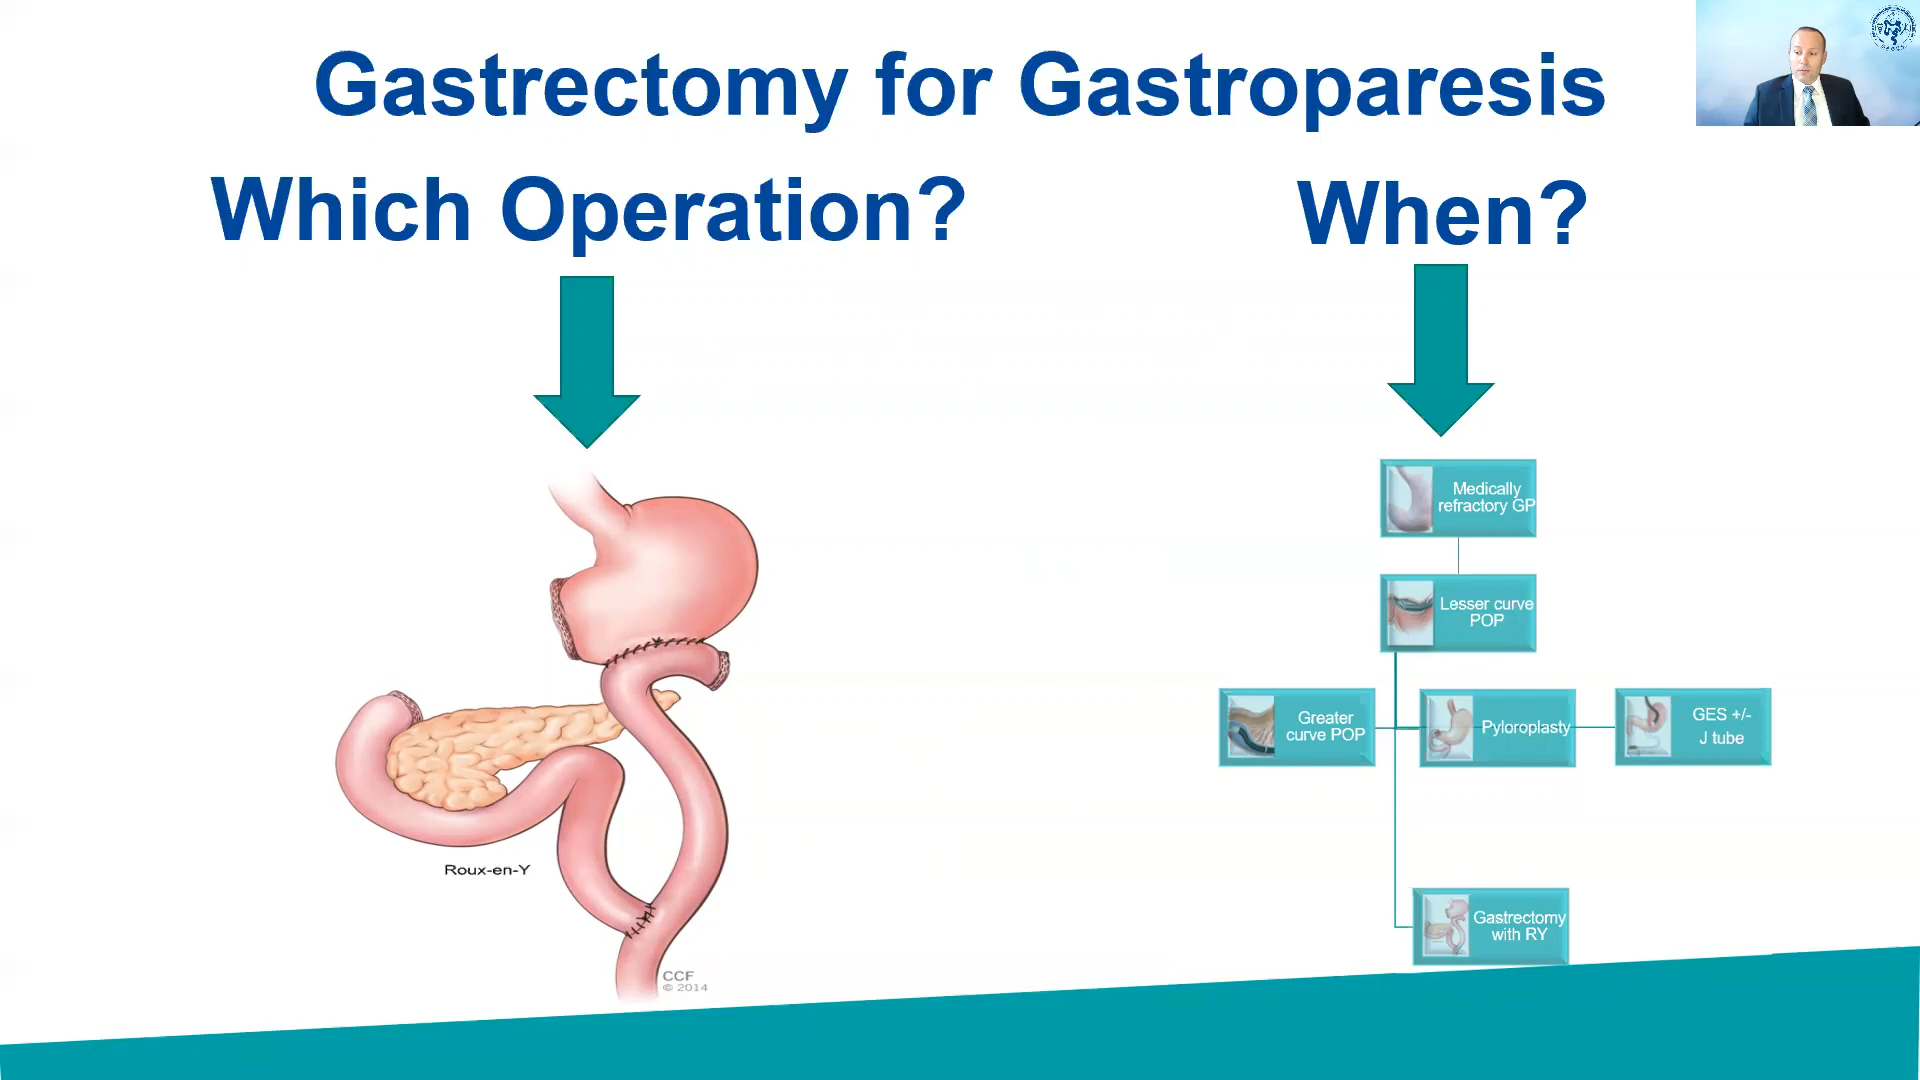 Gastrectomy for Gastroparesis
Which Operation?
When?
Medically
refractory GP
Lesser curve
POP
Greater
curve POP
Pyloroplasty
GES +/-
J tube
Gastrectomy
with RY
Roux-en-Y
CCF
© 2014